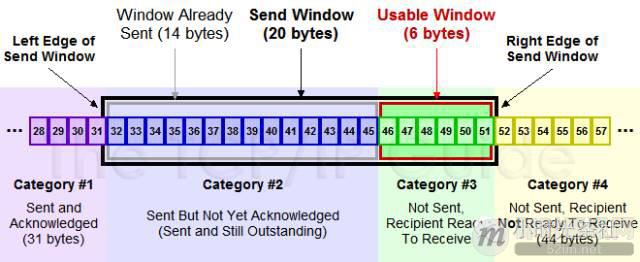 Window Already
Sent (14 bytes)
Send Window
(20 bytes)
Usable Window
(6 bytes)
Left Edge of
Send Window
Right Edge of
Send Window
... 28 29 30 31 32 33 34 35 36 37 38 39 40 41 42 43 44 45 46 47 48 49 50 51 52 53 54 55 56 57 ...
The TCP/IP Guide
Category #1
Sent and
Acknowledged
(31 bytes)
Category #2
Sent But Not Yet Acknowledged
(Sent and Still Outstanding)
Category #3
Not Sent,
Recipient Ready
To Receive
Category #4
Not Sent, Recipient
Not Ready To Receive
(44 bytes)